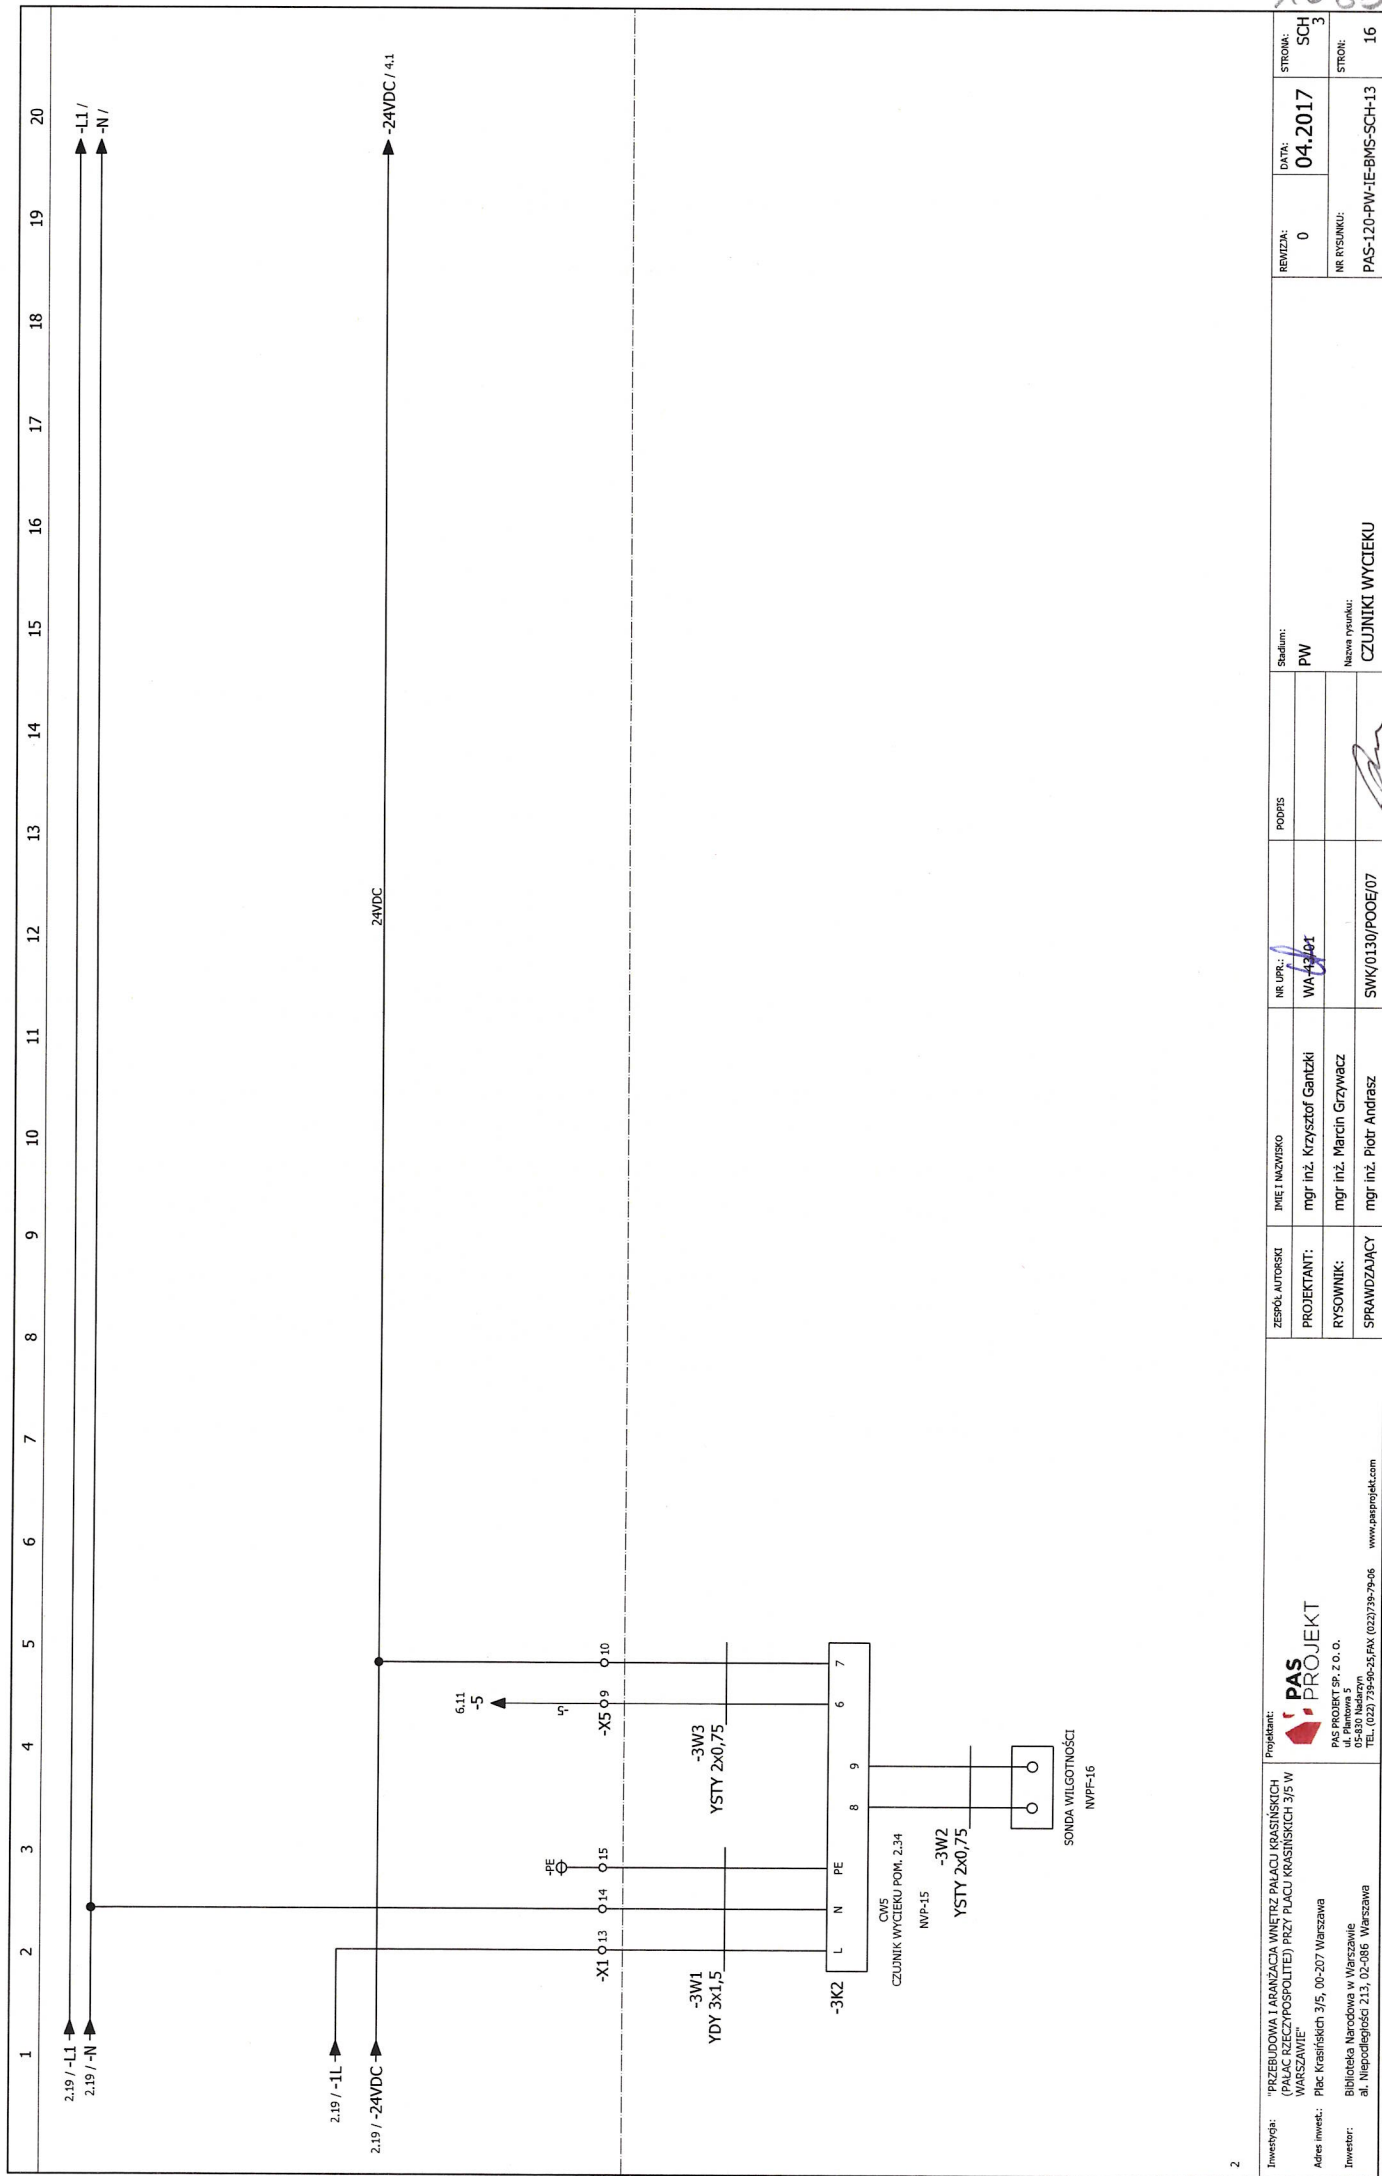 1 2 3 4 5 6 7 8 9 10 11 12 13 14 15 16 17 18 19 20
2.19 / -L1
-L1 /
2.19 / -N
-N /
2.19 / -1L
2.19 / -24VDC
24VDC
-24VDC / 4.1
6.11
-5
-5
-PE
-X1 13 14 15
-X5 9 10
-3W1
YDY 3x1,5
-3W3
YSTY 2x0,75
-3K2
L N PE 8 9 6 7
CW5
CZUJNIK WYCIEKU POM. 2.34
NVP-15
-3W2
YSTY 2x0,75
SONDA WILGOTNOŚCI
NVPF-16
2
Inwestycja:
"PRZEBUDOWA I ARANŻACJA WNĘTRZ PAŁACU KRASIŃSKICH
(PAŁAC RZECZYPOSPOLITEJ) PRZY PLACU KRASIŃSKICH 3/5 W
WARSZAWIE"
Adres inwest.: Plac Krasińskich 3/5, 00-207 Warszawa
Inwestor:
Biblioteka Narodowa w Warszawie
al. Niepodległości 213, 02-086 Warszawa
Projektant:
PAS
PROJEKT
PAS PROJEKT SP. Z O. O.
ul. Plantowa 5
05-830 Nadarzyn
TEL. (022) 739-90-25,FAX (022)739-79-06 www.pasprojekt.com
ZESPÓŁ AUTORSKI IMIĘ I NAZWISKO NR UPR.: PODPIS
PROJEKTANT: mgr inż. Krzysztof Gantzki WA-43/01
RYSOWNIK: mgr inż. Marcin Grzywacz
SPRAWDZAJĄCY mgr inż. Piotr Andrasz SWK/0130/POOE/07
Stadium:
PW
Nazwa rysunku:
CZUJNIKI WYCIEKU
REWIZJA:
0
DATA:
04.2017
STRONA:
SCH
3
NR RYSUNKU:
PAS-120-PW-IE-BMS-SCH-13
STRON:
16